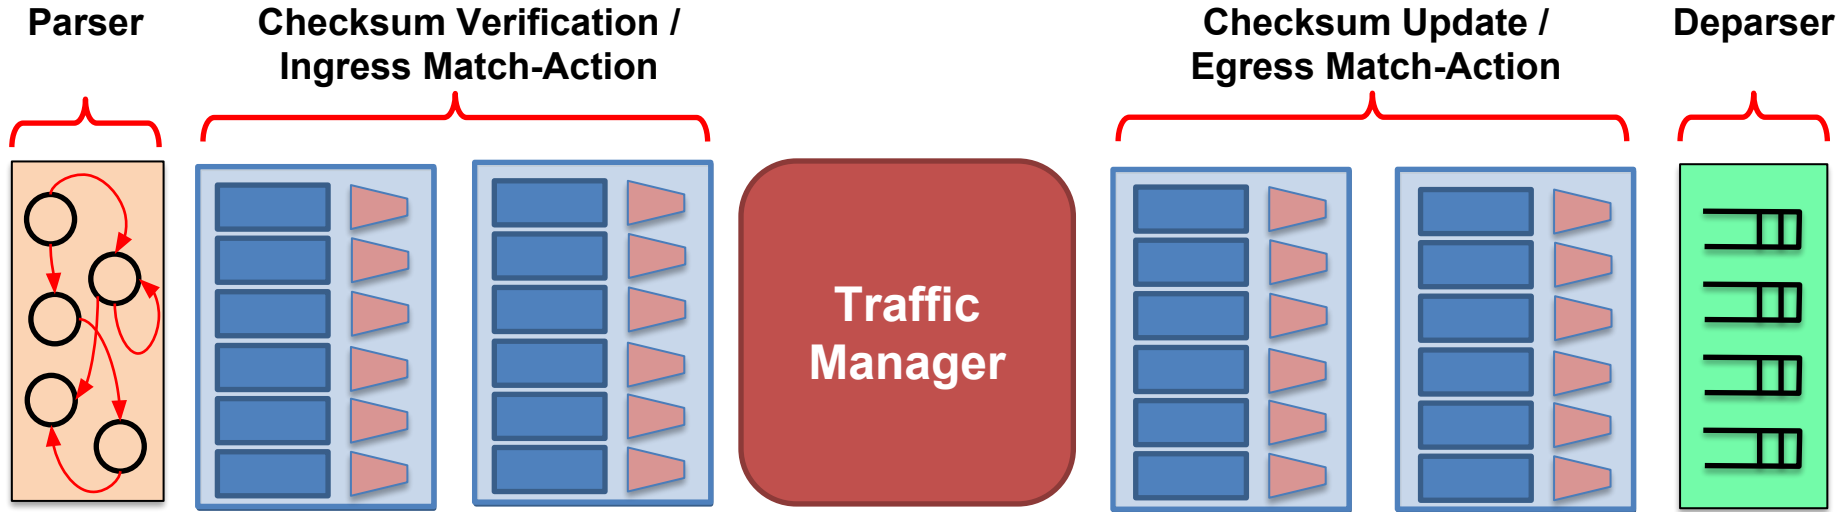 Parser
Checksum Verification /
Ingress Match-Action
Checksum Update /
Egress Match-Action
Deparser
Traffic
Manager